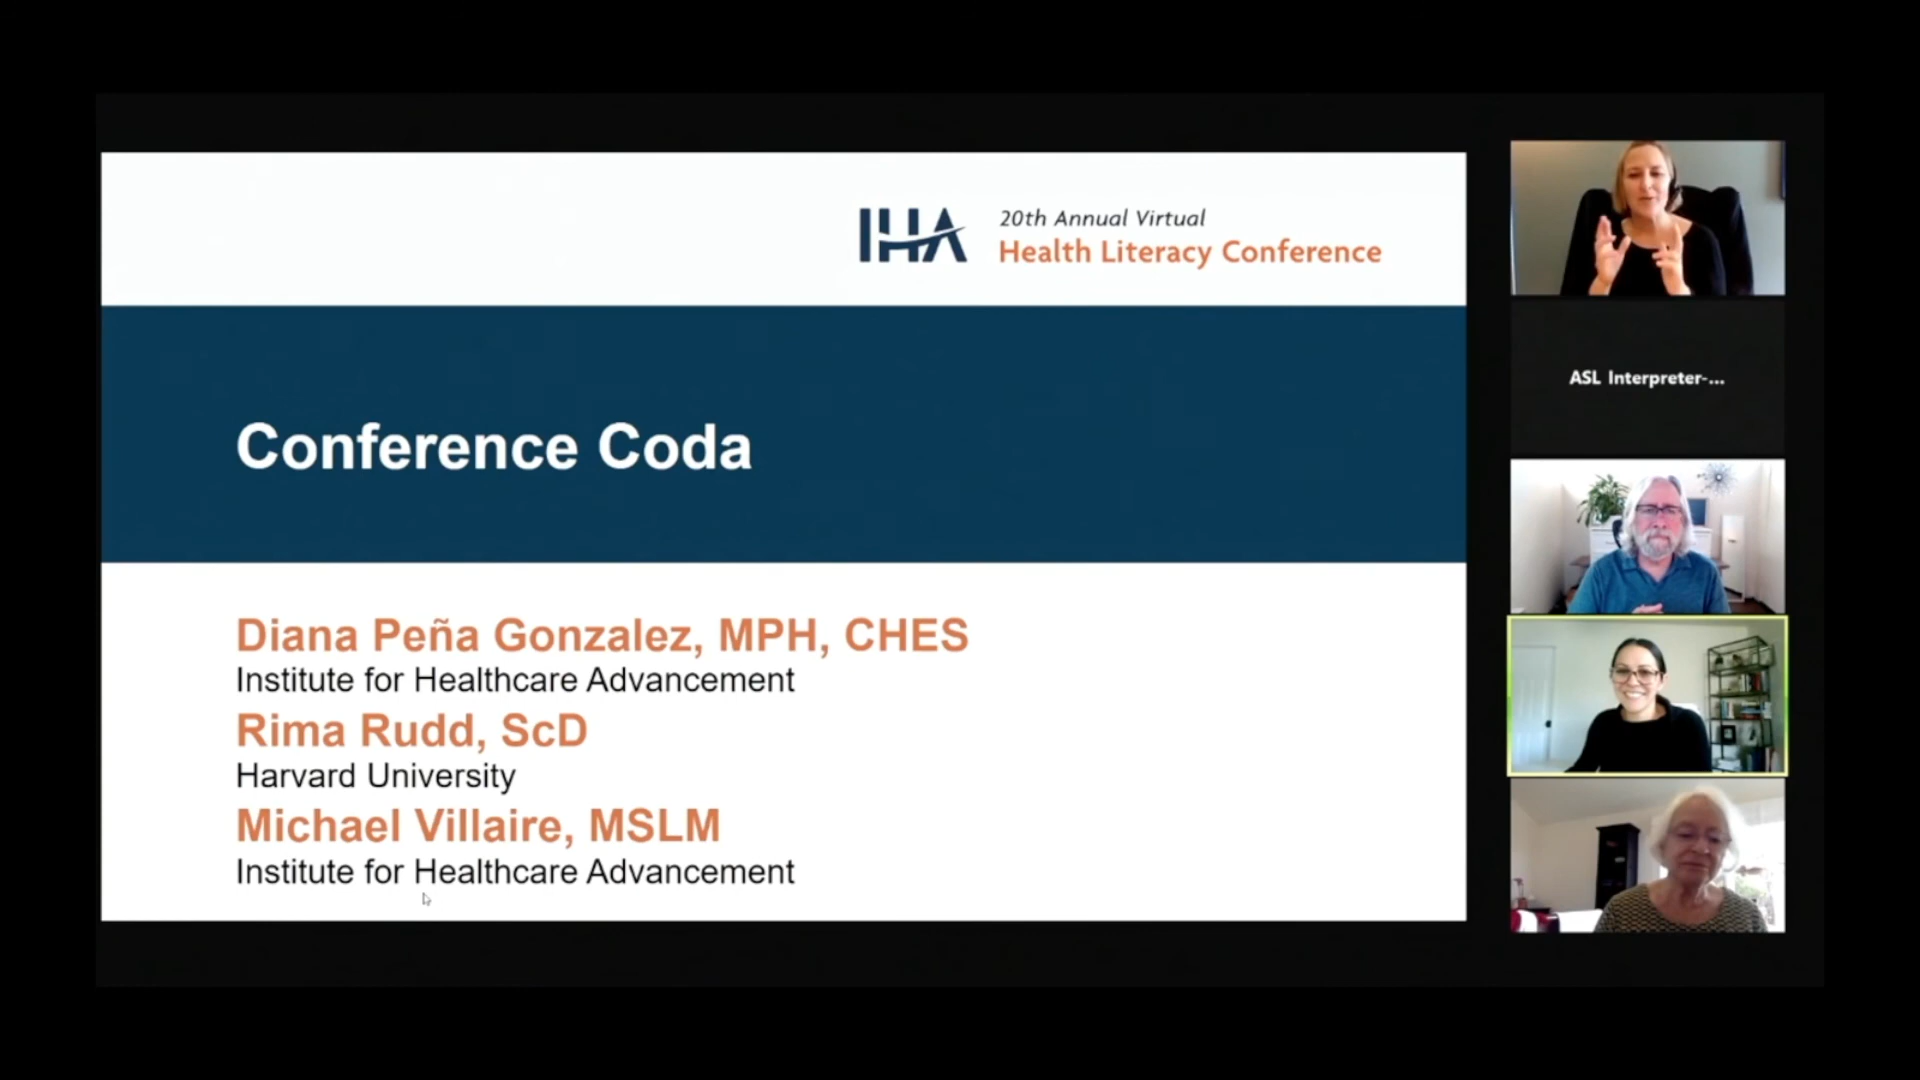 IHA
20th Annual Virtual
Health Literacy Conference
Conference Coda
Diana Peña Gonzalez, MPH, CHES
Institute for Healthcare Advancement
Rima Rudd, ScD
Harvard University
Michael Villaire, MSLM
Institute for Healthcare Advancement
ASL Interpreter-...